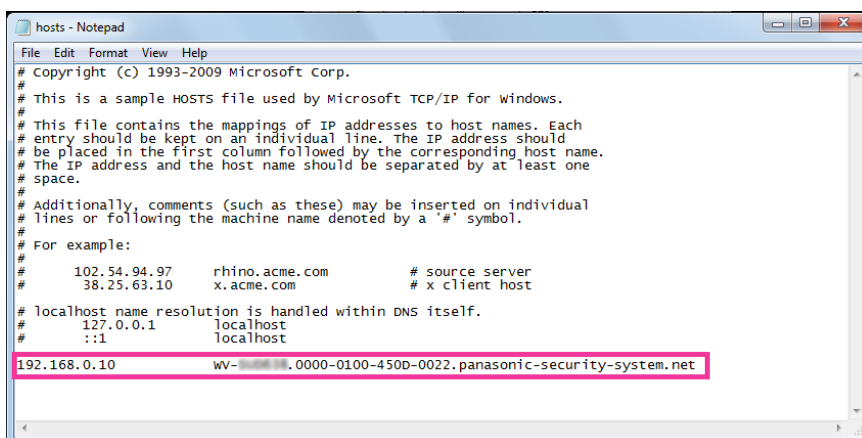 hosts - Notepad
File Edit Format View Help
# Copyright (c) 1993-2009 Microsoft Corp.
#
# This is a sample HOSTS file used by Microsoft TCP/IP for Windows.
#
# This file contains the mappings of IP addresses to host names. Each
# entry should be kept on an individual line. The IP address should
# be placed in the first column followed by the corresponding host name.
# The IP address and the host name should be separated by at least one
# space.
#
# Additionally, comments (such as these) may be inserted on individual
# lines or following the machine name denoted by a '#' symbol.
#
# For example:
#
# 102.54.94.97 rhino.acme.com # source server
# 38.25.63.10 x.acme.com # x client host

# localhost name resolution is handled within DNS itself.
# 127.0.0.1 localhost
# ::1 localhost

192.168.0.10 WV- .0000-0100-450D-0022.panasonic-security-system.net